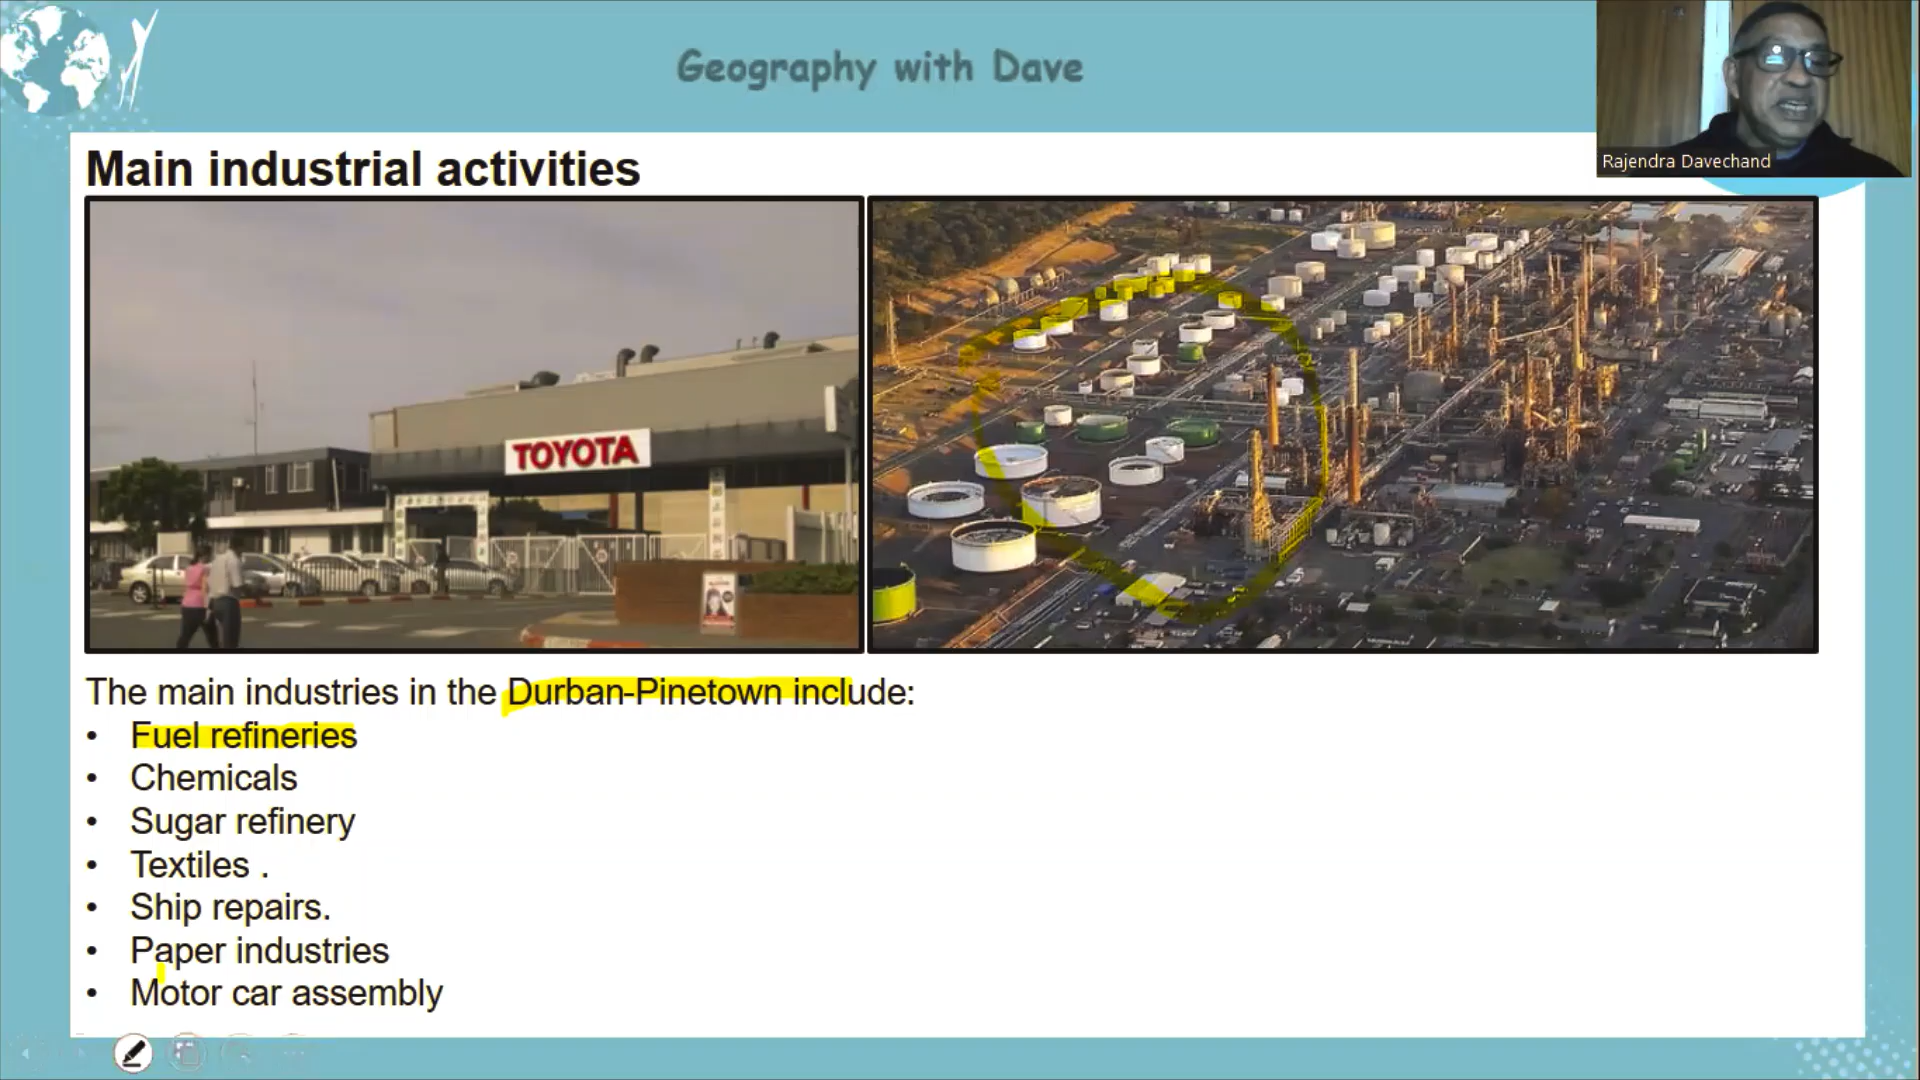 Geography with Dave
Rajendra Davechand
Main industrial activities
TOYOTA
The main industries in the Durban-Pinetown include:
• Fuel refineries
• Chemicals
• Sugar refinery
• Textiles .
• Ship repairs.
• Paper industries
• Motor car assembly